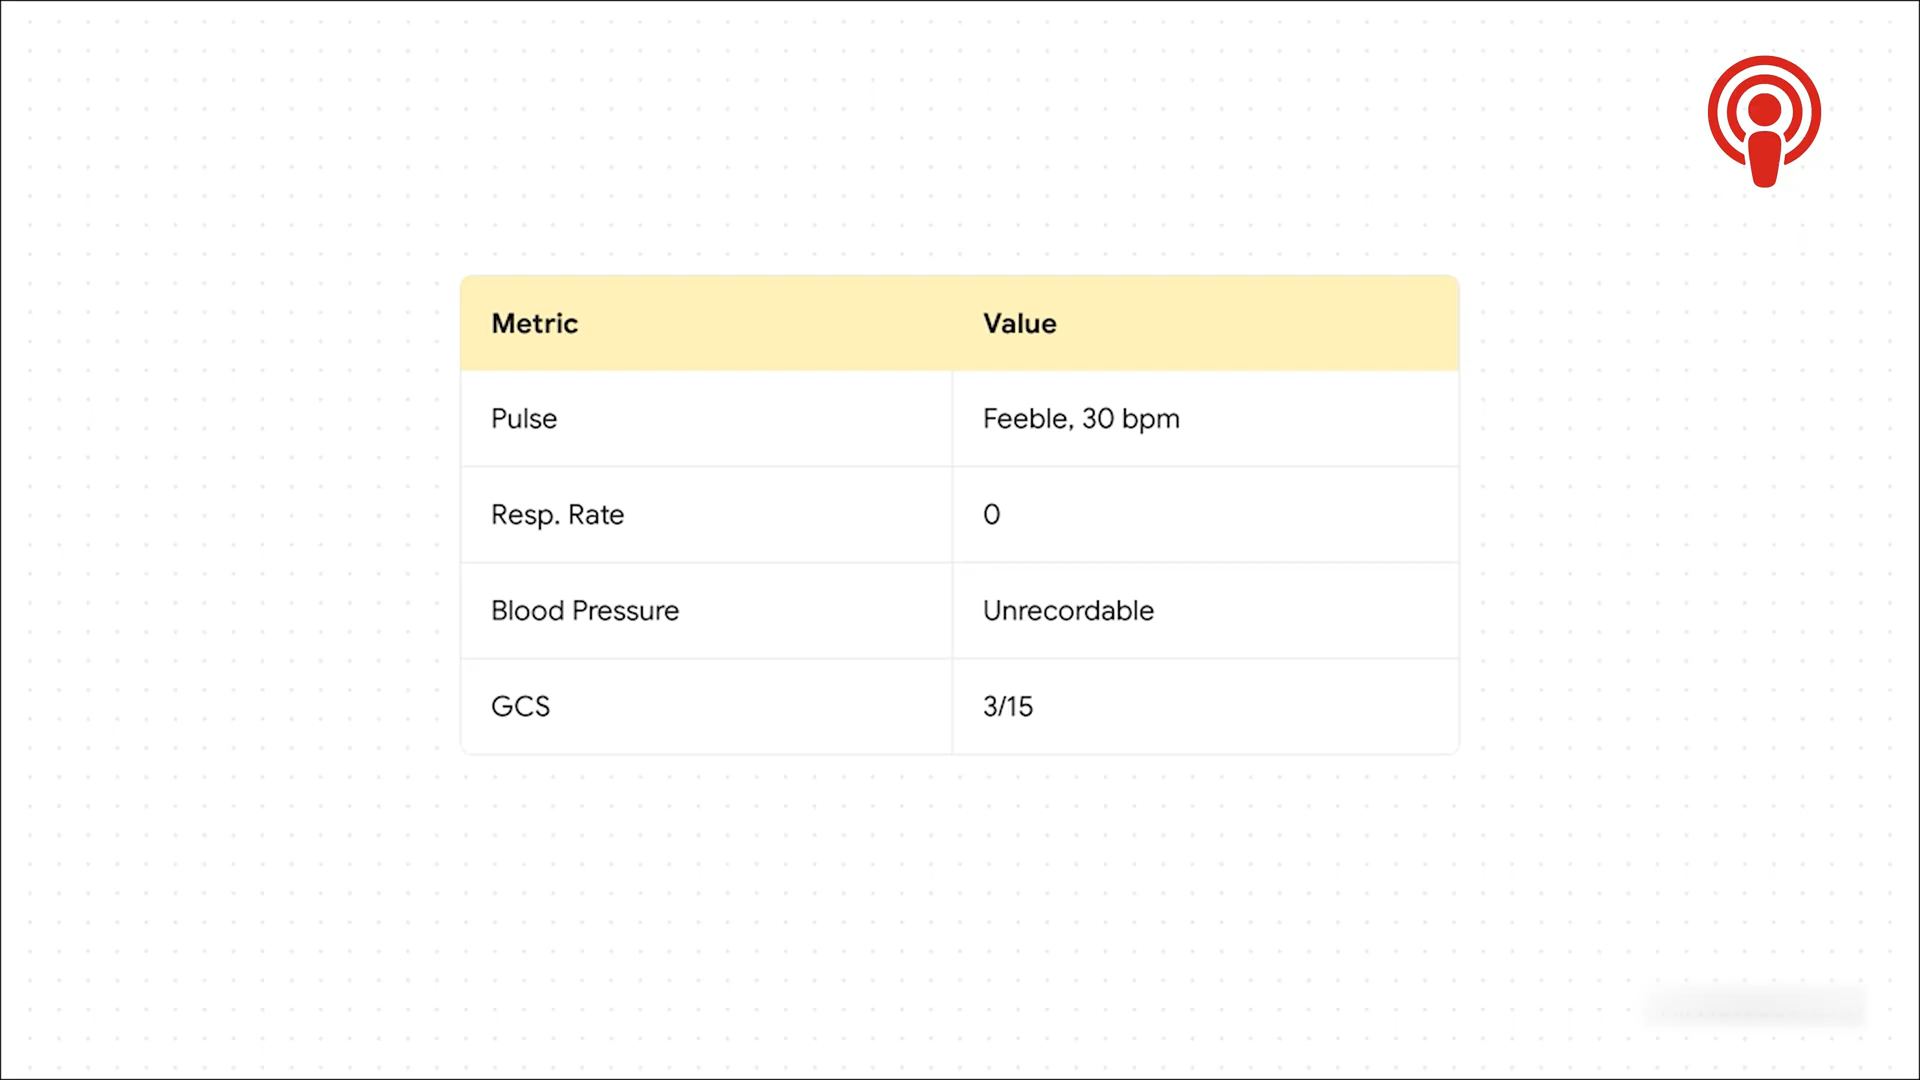 Metric Value
Pulse Feeble, 30 bpm
Resp. Rate 0
Blood Pressure Unrecordable
GCS 3/15